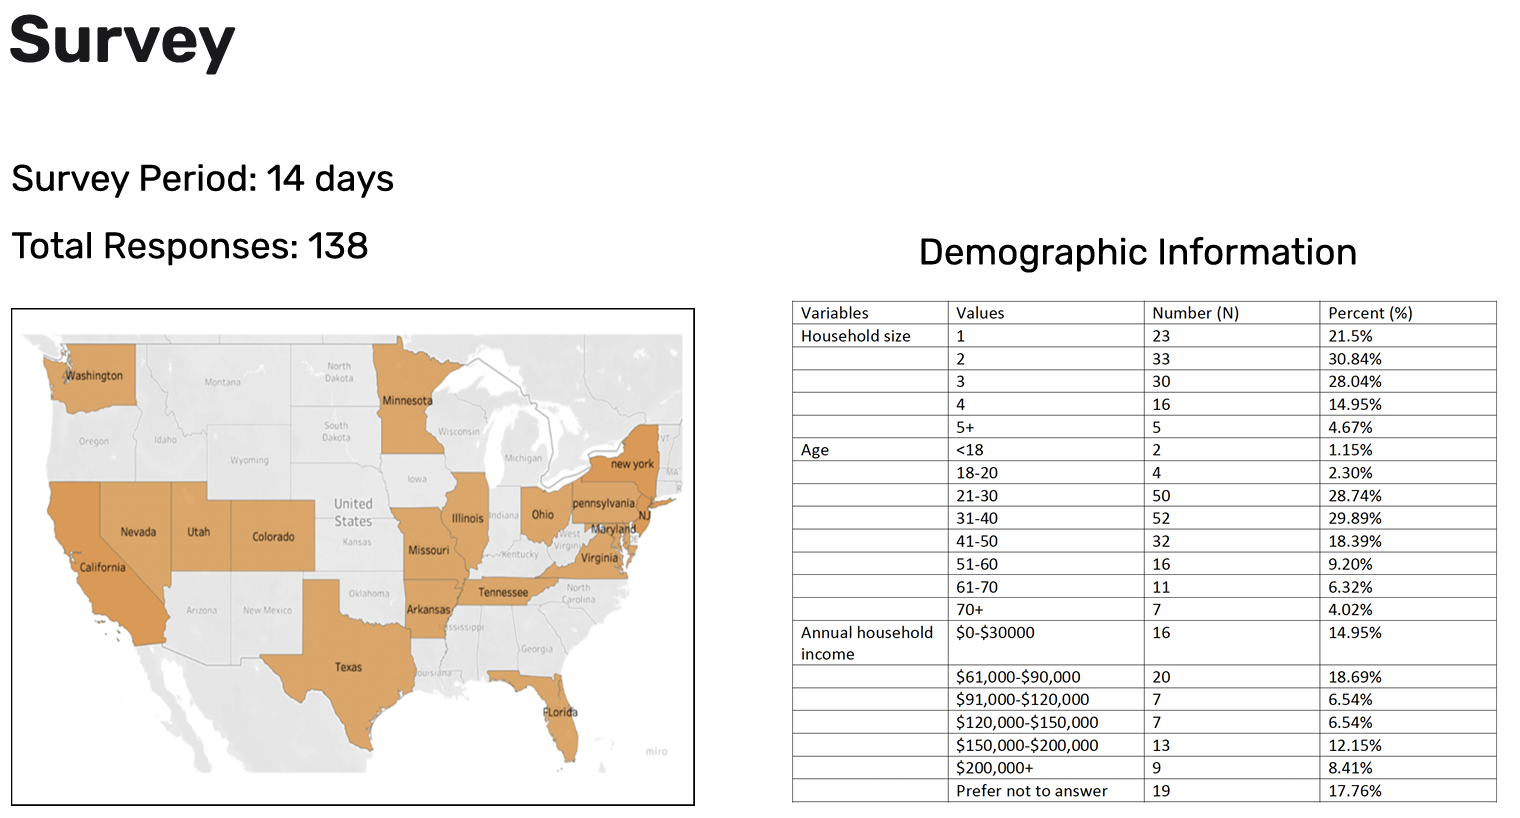 Survey
Survey Period: 14 days
Total Responses: 138
Washington
Montana
North
Dakota
Minnesota
Oregon
Idaho
South
Dakota
Wisconsin
Wyoming
Michigan
new york
VT
MA
Iowa
United
States
Nevada
Utah
Colorado
Kansas
Illinois
Indiana
Ohio
pennsylvania
NJ
Maryland
DE
West
Virgin
Missouri
Kentucky
Virginia
California
Arizona
New Mexico
Oklahoma
Arkansas
Tennessee
North
Carolina
ssissippi
Georgia
Texas
ouisiana
FLorida
miro
Demographic Information
Variables Values Number (N) Percent (%)
Household size 1 23 21.5%
2 33 30.84%
3 30 28.04%
4 16 14.95%
5+ 5 4.67%
Age <18 2 1.15%
18-20 4 2.30%
21-30 50 28.74%
31-40 52 29.89%
41-50 32 18.39%
51-60 16 9.20%
61-70 11 6.32%
70+ 7 4.02%
Annual household $0-$30000 16 14.95%
income
$61,000-$90,000 20 18.69%
$91,000-$120,000 7 6.54%
$120,000-$150,000 7 6.54%
$150,000-$200,000 13 12.15%
$200,000+ 9 8.41%
Prefer not to answer 19 17.76%